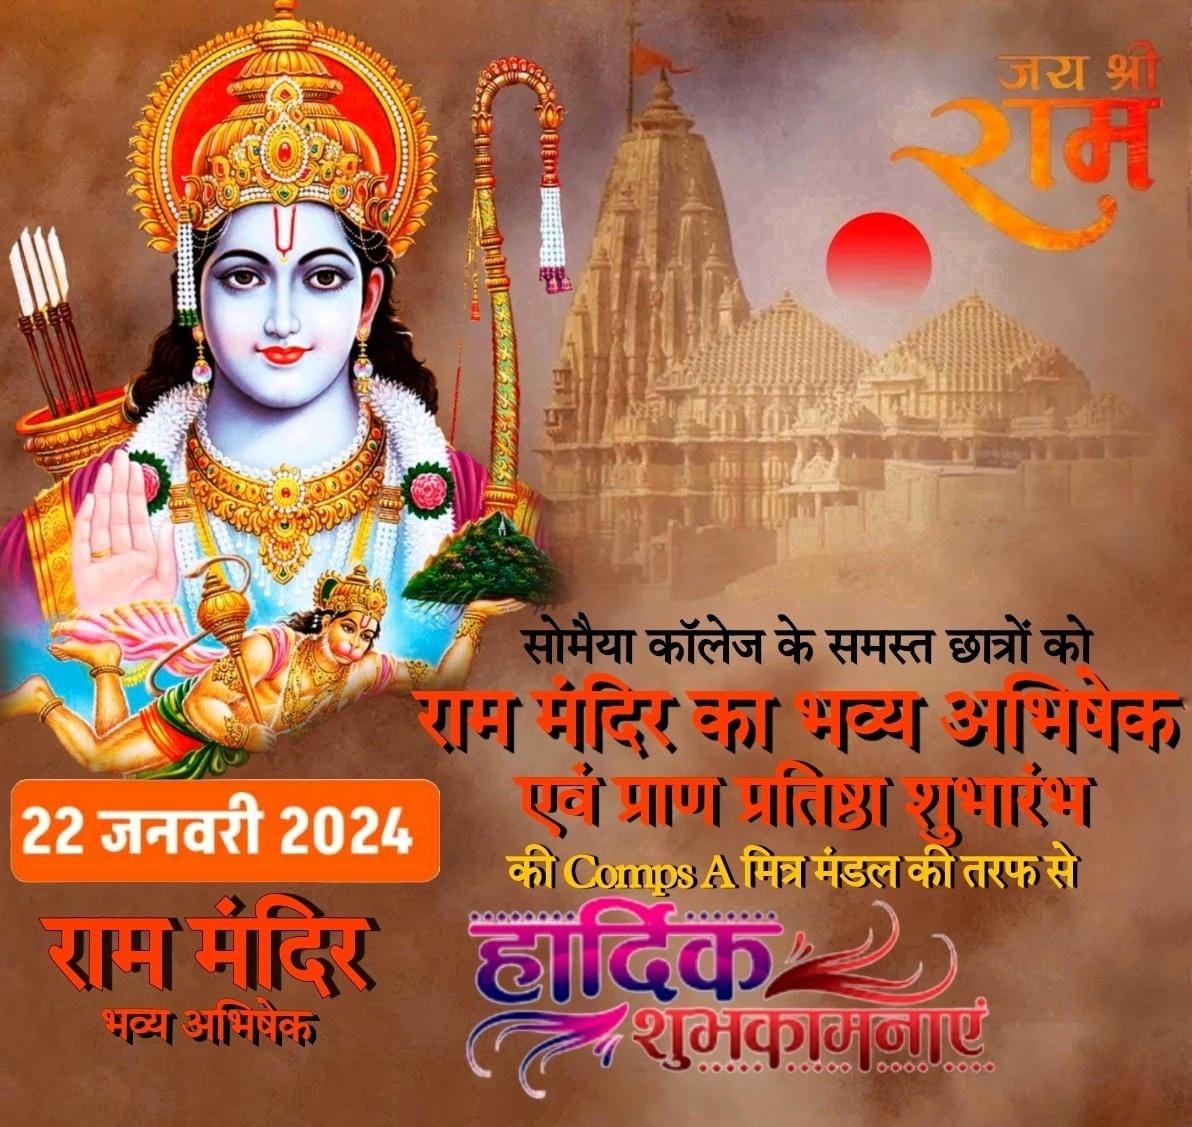 जय श्री
राम
सोमैया कॉलेज के समस्त छात्रों को
राम मंदिर का भव्य अभिषेक
एवं प्राण प्रतिष्ठा शुभारंभ
की Comps A मित्र मंडल की तरफ से
हार्दिक
शुभकामनाएं
22 जनवरी 2024
राम मंदिर
भव्य अभिषेक